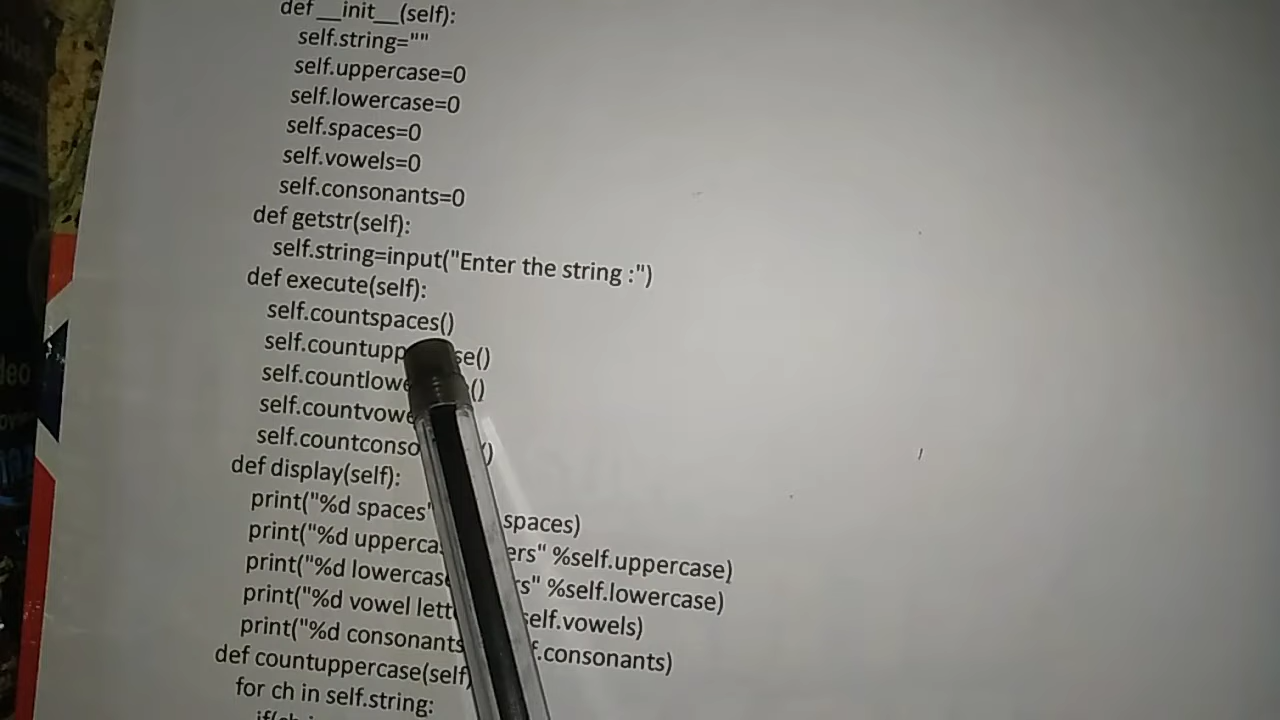 def __init__(self):
self.string=""
self.uppercase=0
self.lowercase=0
self.spaces=0
self.vowels=0
self.consonants=0
def getstr(self):
self.string=input("Enter the string :")
def execute(self):
self.countspaces()
self.countupp se()
self.countlowe ()
self.countvowe
self.countconso ()
def display(self):
print("%d spaces" spaces)
print("%d upperca ers" %self.uppercase)
print("%d lowercase rs" %self.lowercase)
print("%d vowel lett self.vowels)
print("%d consonants f.consonants)
def countuppercase(self)
for ch in self.string: